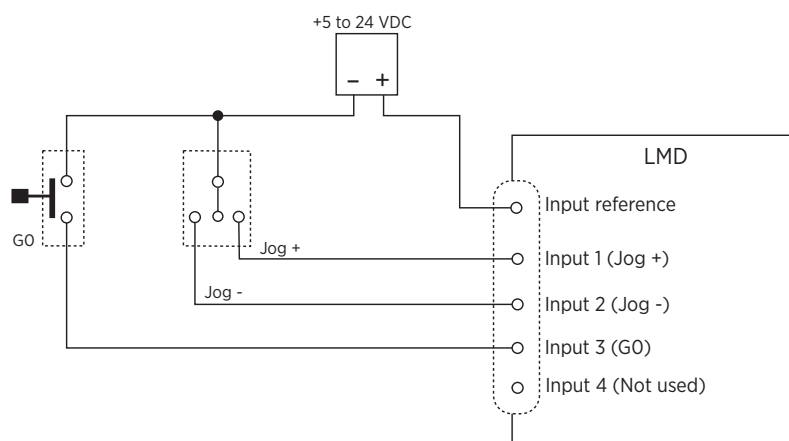 +5 to 24 VDC
– +
LMD
Input reference
G0
Jog +
Input 1 (Jog +)
Jog -
Input 2 (Jog -)
Input 3 (G0)
Input 4 (Not used)